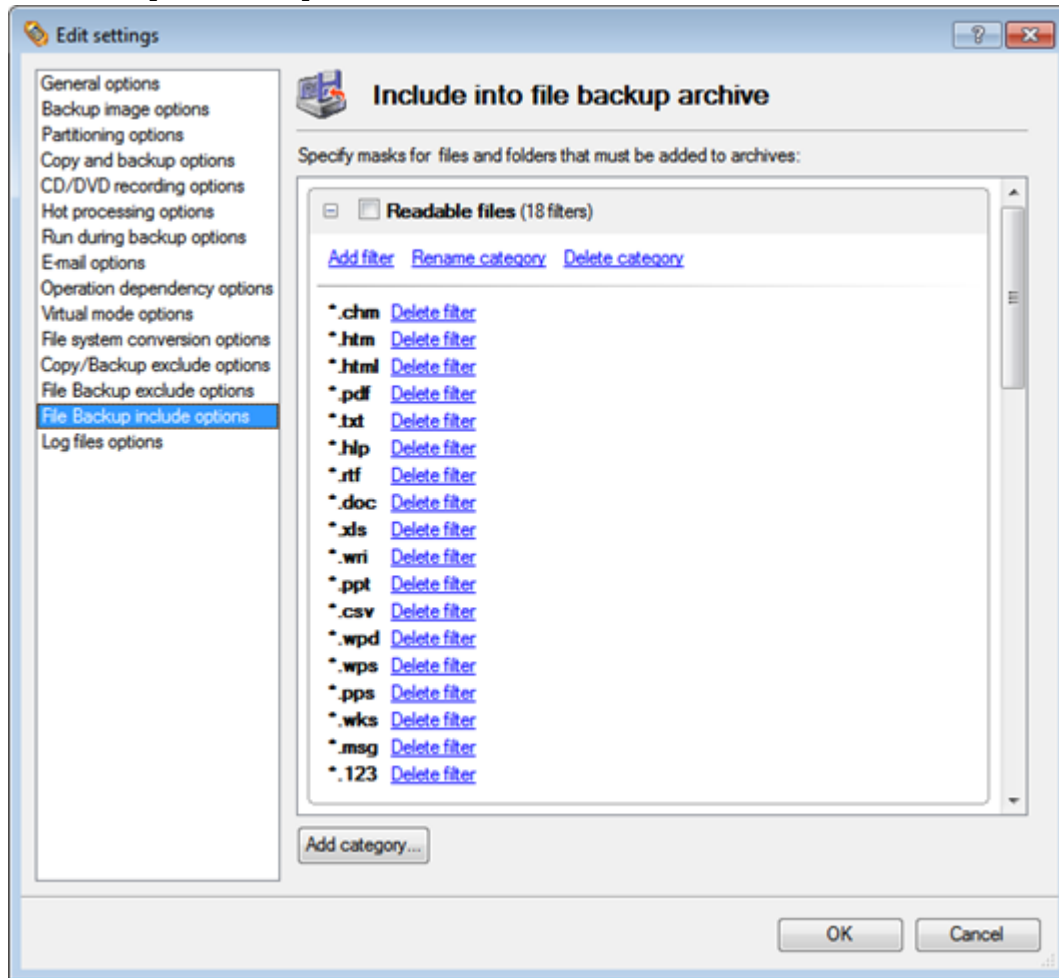 Edit settings
General options
Backup image options
Partitioning options
Copy and backup options
CD/DVD recording options
Hot processing options
Run during backup options
E-mail options
Operation dependency options
Virtual mode options
File system conversion options
Copy/Backup exclude options
File Backup exclude options
File Backup include options
Log files options
Include into file backup archive
Specify masks for files and folders that must be added to archives:
Readable files (18 filters)
Add filter Rename category Delete category
*.chm Delete filter
*.htm Delete filter
*.html Delete filter
*.pdf Delete filter
*.txt Delete filter
*.hlp Delete filter
*.rtf Delete filter
*.doc Delete filter
*.xls Delete filter
*.wri Delete filter
*.ppt Delete filter
*.csv Delete filter
*.wpd Delete filter
*.wps Delete filter
*.pps Delete filter
*.wks Delete filter
*.msg Delete filter
*.123 Delete filter
Add category...
OK Cancel